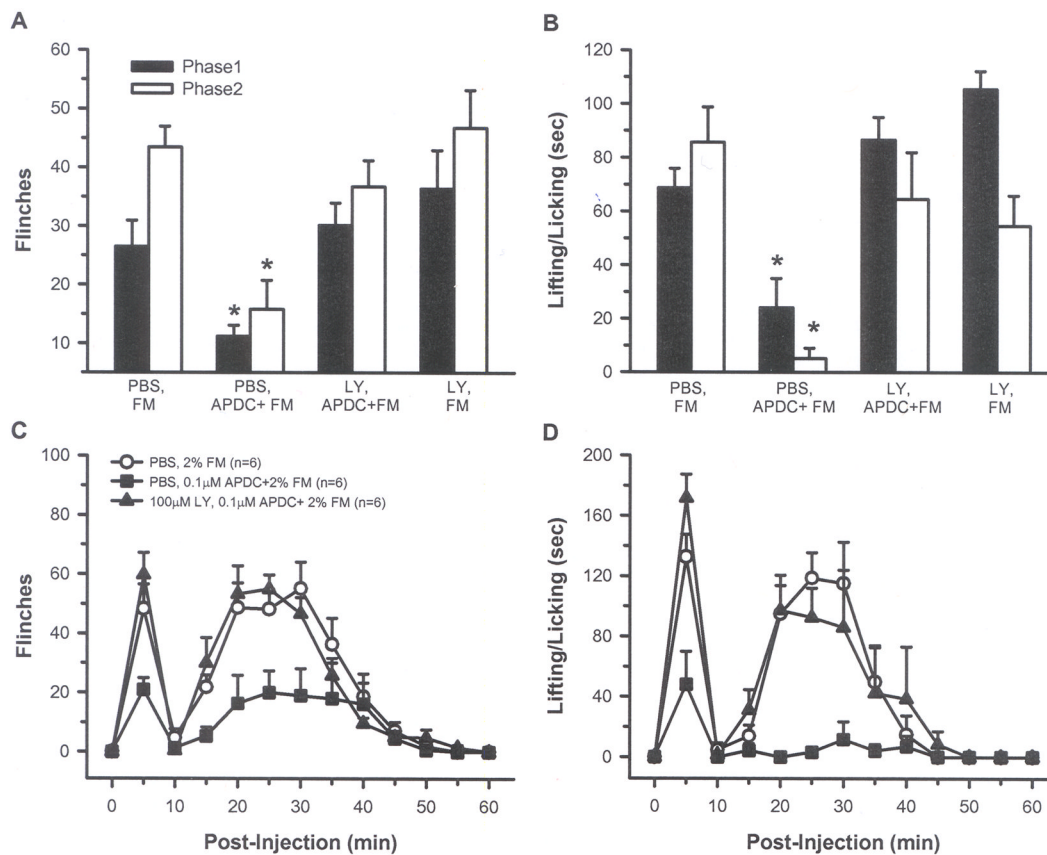 A
60
50
40
30
20
10
Flinches
Phase1
Phase2
*
*
PBS,
FM
PBS,
APDC+ FM
LY,
APDC+FM
LY,
FM
B
120
100
80
60
40
20
0
Lifting/Licking (sec)
*
*
PBS,
FM
PBS,
APDC+ FM
LY,
APDC+FM
LY,
FM
C
100
80
60
40
20
0
Flinches
PBS, 2% FM (n=6)
PBS, 0.1μM APDC+2% FM (n=6)
100μM LY, 0.1μM APDC+ 2% FM (n=6)
0 10 20 30 40 50 60
Post-Injection (min)
D
200
160
120
80
40
0
Lifting/Licking (sec)
0 10 20 30 40 50 60
Post-Injection (min)